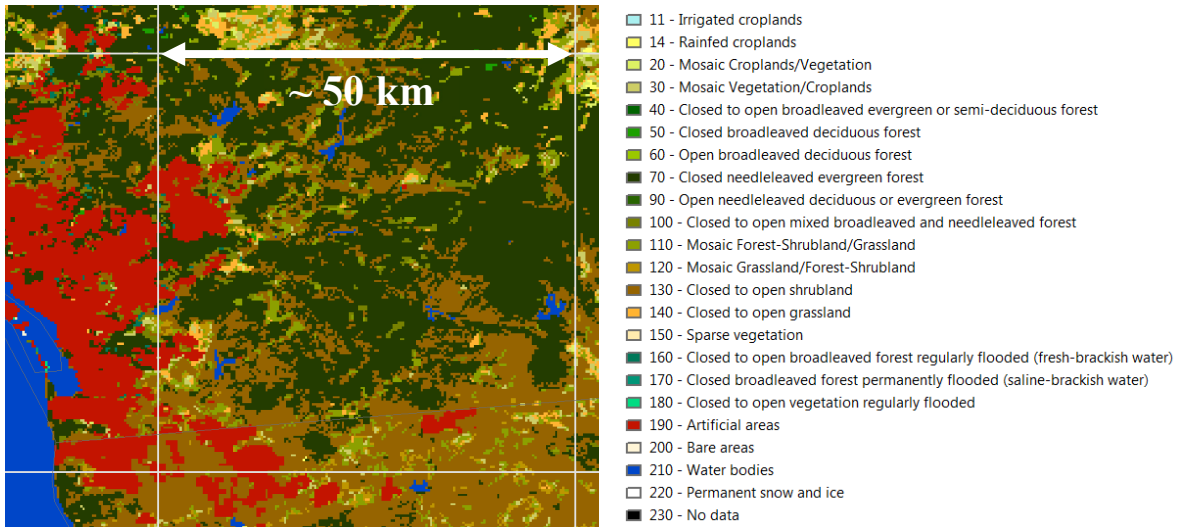 ~ 50 km
11 - Irrigated croplands
14 - Rainfed croplands
20 - Mosaic Croplands/Vegetation
30 - Mosaic Vegetation/Croplands
40 - Closed to open broadleaved evergreen or semi-deciduous forest
50 - Closed broadleaved deciduous forest
60 - Open broadleaved deciduous forest
70 - Closed needleleaved evergreen forest
90 - Open needleleaved deciduous or evergreen forest
100 - Closed to open mixed broadleaved and needleleaved forest
110 - Mosaic Forest-Shrubland/Grassland
120 - Mosaic Grassland/Forest-Shrubland
130 - Closed to open shrubland
140 - Closed to open grassland
150 - Sparse vegetation
160 - Closed to open broadleaved forest regularly flooded (fresh-brackish water)
170 - Closed broadleaved forest permanently flooded (saline-brackish water)
180 - Closed to open vegetation regularly flooded
190 - Artificial areas
200 - Bare areas
210 - Water bodies
220 - Permanent snow and ice
230 - No data